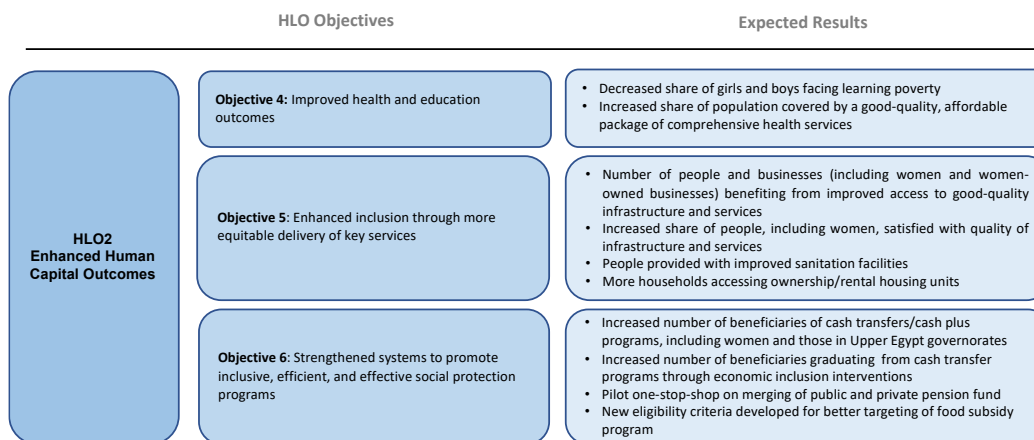 HLO Objectives
Expected Results
HLO2
Enhanced Human
Capital Outcomes
Objective 4: Improved health and education
outcomes
• Decreased share of girls and boys facing learning poverty
• Increased share of population covered by a good-quality, affordable
package of comprehensive health services
Objective 5: Enhanced inclusion through more
equitable delivery of key services
• Number of people and businesses (including women and women-
owned businesses) benefiting from improved access to good-quality
infrastructure and services
• Increased share of people, including women, satisfied with quality of
infrastructure and services
• People provided with improved sanitation facilities
• More households accessing ownership/rental housing units
Objective 6: Strengthened systems to promote
inclusive, efficient, and effective social protection
programs
• Increased number of beneficiaries of cash transfers/cash plus
programs, including women and those in Upper Egypt governorates
• Increased number of beneficiaries graduating from cash transfer
programs through economic inclusion interventions
• Pilot one-stop-shop on merging of public and private pension fund
• New eligibility criteria developed for better targeting of food subsidy
program